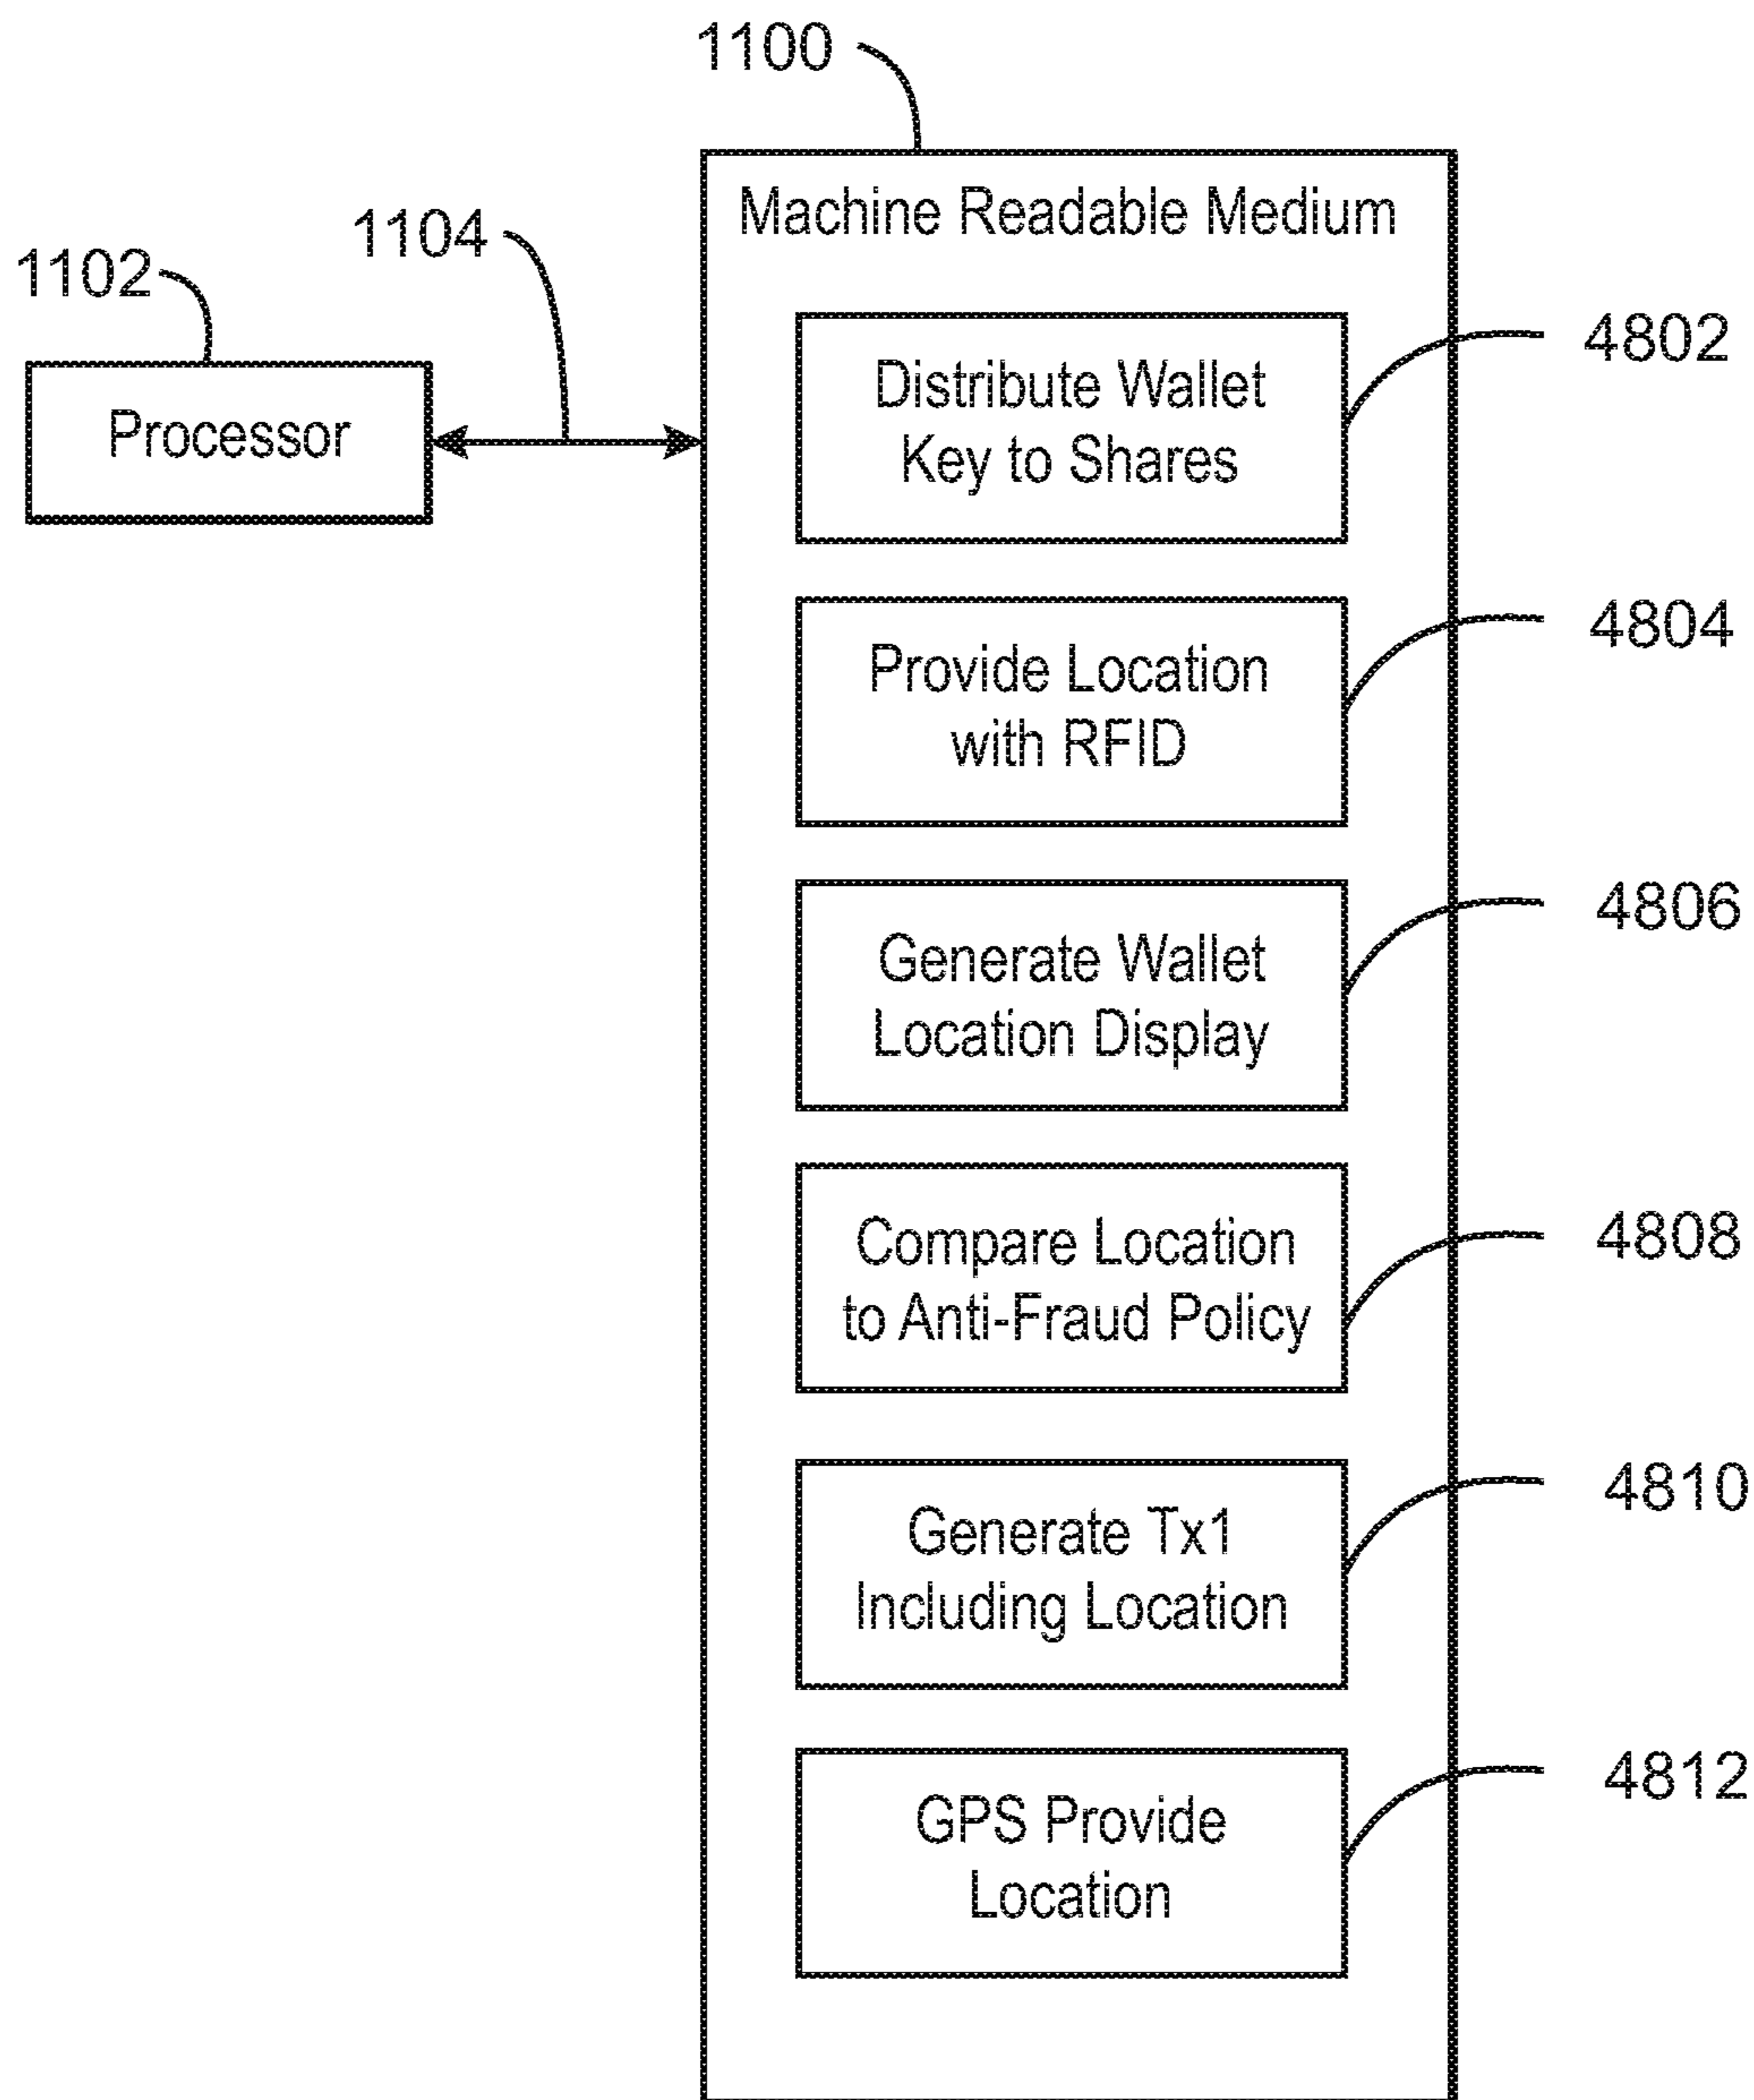 1100
Machine Readable Medium
1104
1102
Processor
Distribute Wallet
Key to Shares
4802
Provide Location
with RFID
4804
Generate Wallet
Location Display
4806
Compare Location
to Anti-Fraud Policy
4808
Generate Tx1
Including Location
4810
GPS Provide
Location
4812